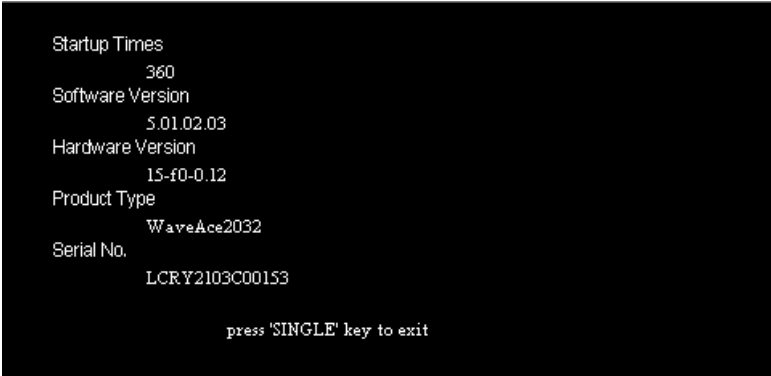 Startup Times
360
Software Version
5.01.02.03
Hardware Version
15-f0-0.12
Product Type
WaveAce2032
Serial No.
LCRY2103C00153
press 'SINGLE' key to exit